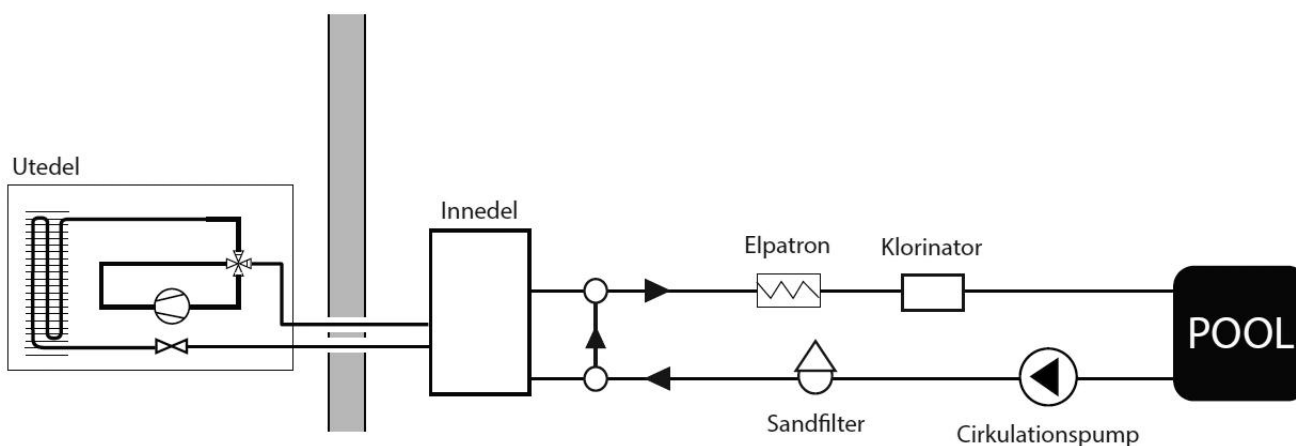 Utedel
Innedel
Elpatron
Klorinator
POOL
Sandfilter
Cirkulationspump